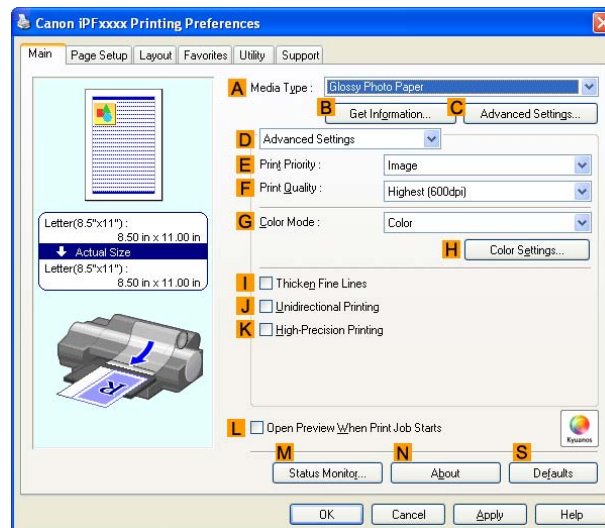 Canon iPFxxxx Printing Preferences
Main Page Setup Layout Favorites Utility Support
A Media Type : Glossy Photo Paper
B Get Information... C Advanced Settings...
D Advanced Settings
E Print Priority : Image
F Print Quality : Highest (600dpi)
Letter(8.5"x11") :
8.50 in x 11.00 in
Actual Size
Letter(8.5"x11") :
8.50 in x 11.00 in
G Color Mode : Color
H Color Settings...
I Thicken Fine Lines
J Unidirectional Printing
K High-Precision Printing
R
L Open Preview When Print Job Starts
Kyuanos
M Status Monitor... N About S Defaults
OK Cancel Apply Help